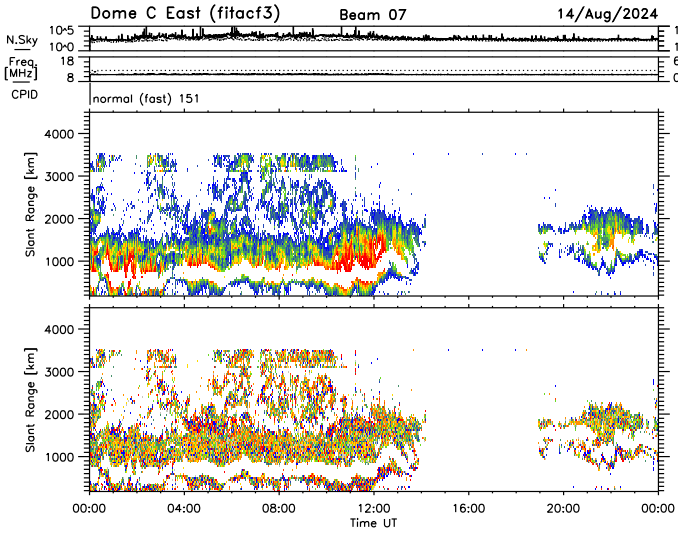 Dome C East (fitacf3) Beam 07 14/Aug/2024
N.Sky 10^5 10^0 1 1
Freq. [MHz] 18 8 6 0
CPID normal (fast) 151
Slant Range [km] 4000 3000 2000 1000
Slant Range [km] 4000 3000 2000 1000
00:00 04:00 08:00 12:00 16:00 20:00 00:00
Time UT